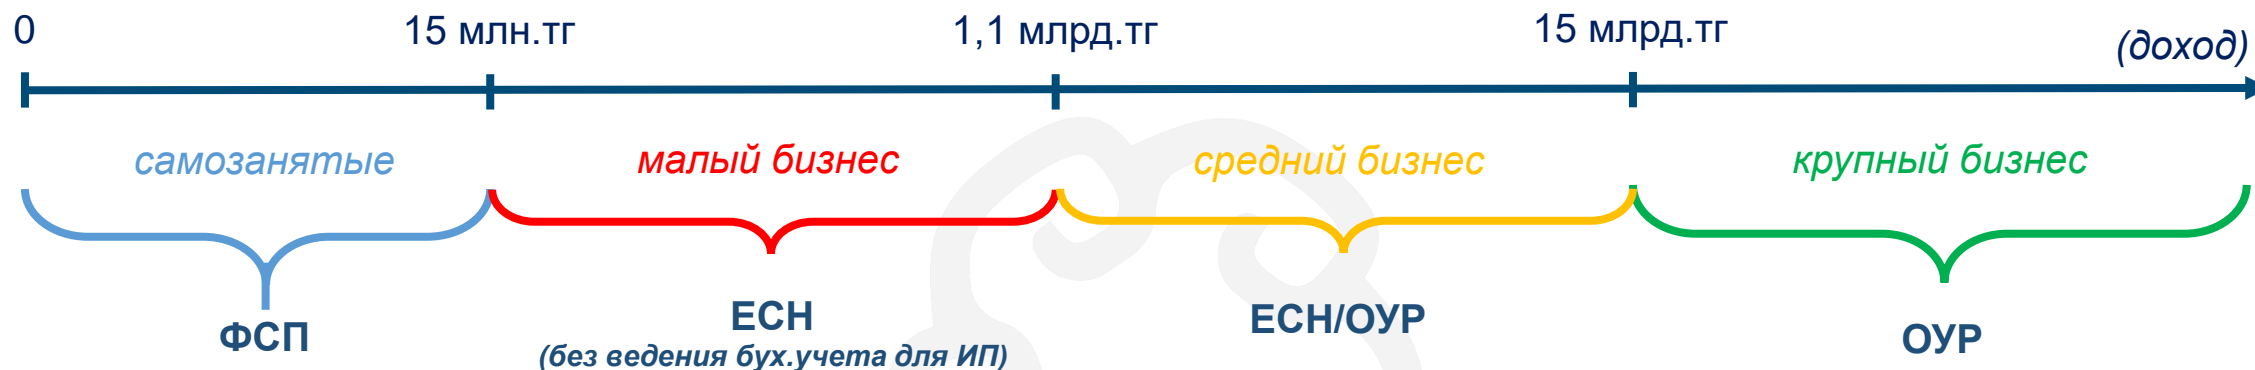 0
15 млн.тг
1,1 млрд.тг
15 млрд.тг
(доход)
самозанятые
малый бизнес
средний бизнес
крупный бизнес
ФСП
ЕСН
(без ведения бух.учета для ИП)
ЕСН/ОУР
ОУР